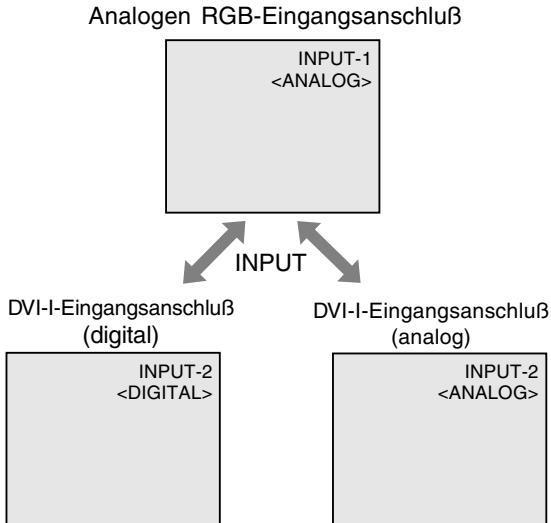 Analogen RGB-Eingangsanschluß
INPUT-1
<ANALOG>
INPUT
DVI-I-Eingangsanschluß
(digital)
INPUT-2
<DIGITAL>
DVI-I-Eingangsanschluß
(analog)
INPUT-2
<ANALOG>